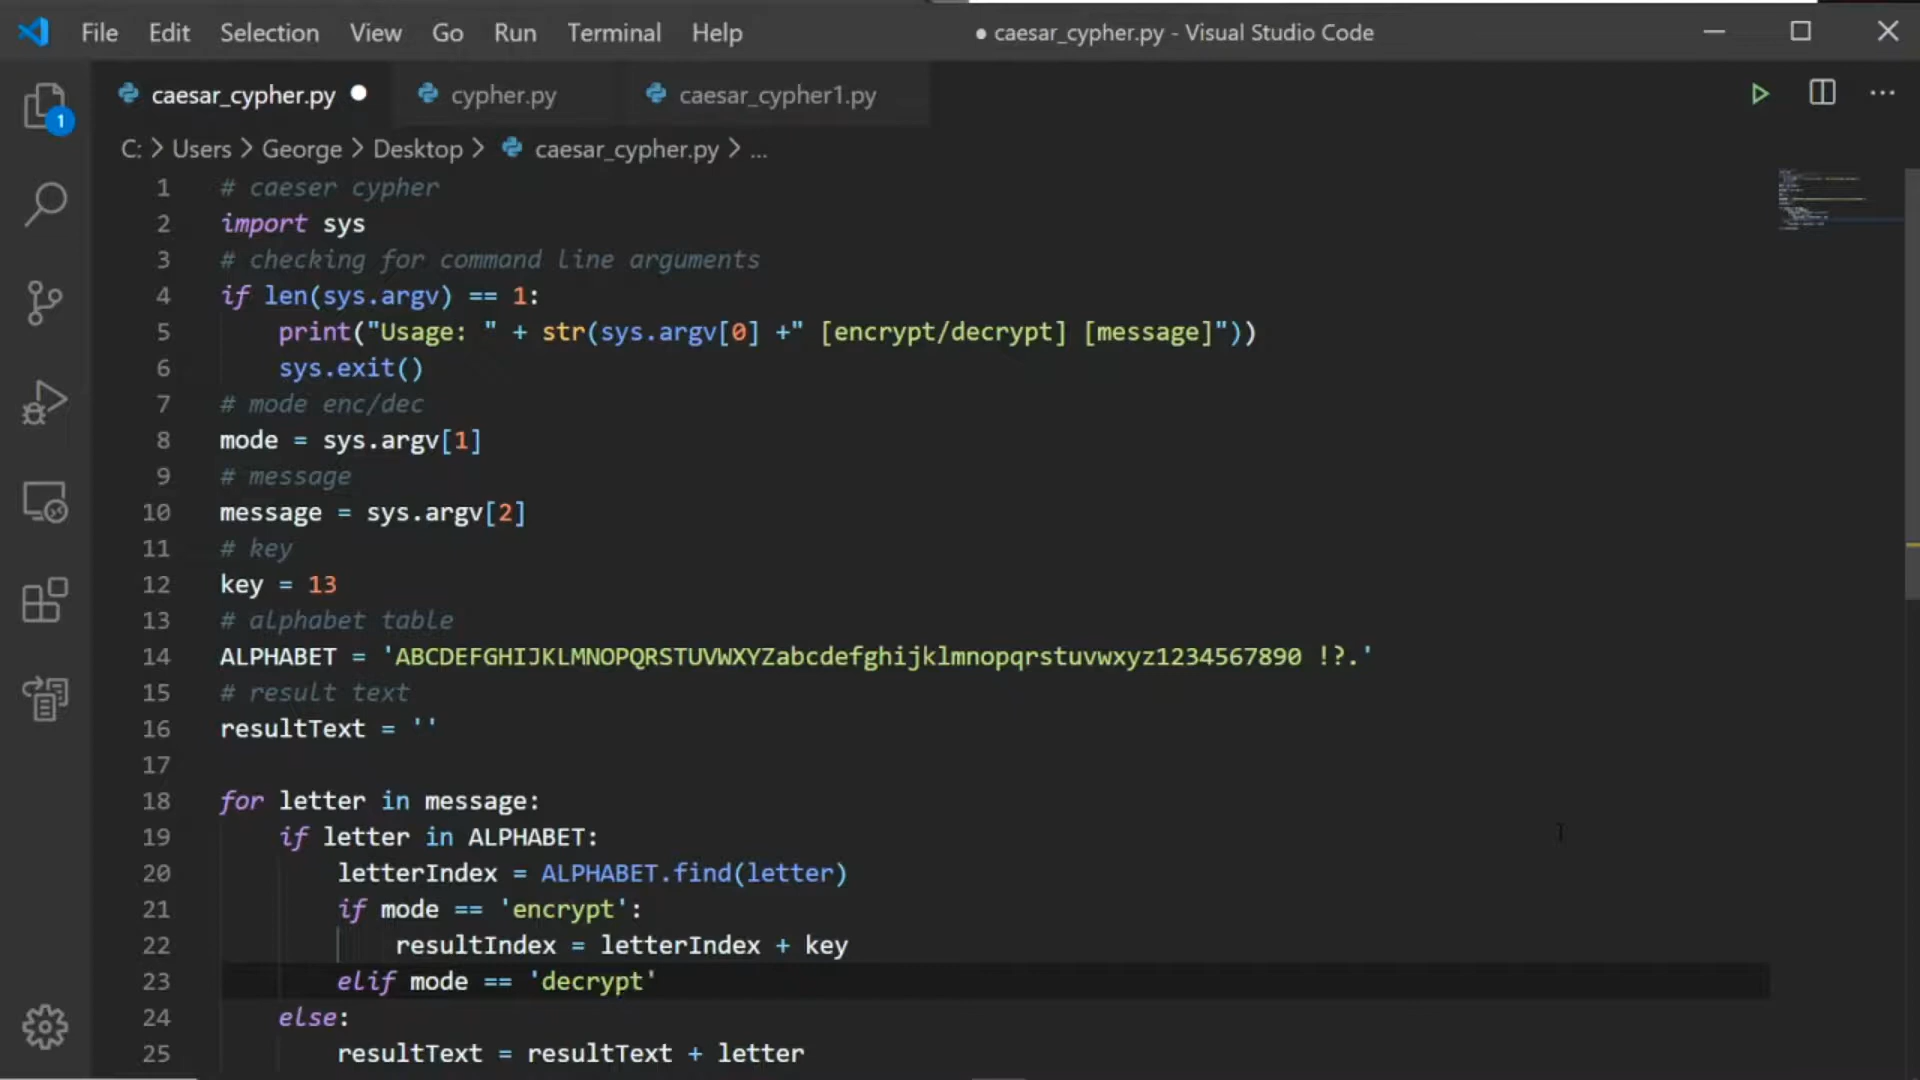 File Edit Selection View Go Run Terminal Help ● caesar_cypher.py - Visual Studio Code
caesar_cypher.py ● cypher.py caesar_cypher1.py
1
C: > Users > George > Desktop > caesar_cypher.py > ...
1 # caeser cypher
2 import sys
3 # checking for command line arguments
4 if len(sys.argv) == 1:
5     print("Usage: " + str(sys.argv[0] +" [encrypt/decrypt] [message]"))
6     sys.exit()
7 # mode enc/dec
8 mode = sys.argv[1]
9 # message
10 message = sys.argv[2]
11 # key
12 key = 13
13 # alphabet table
14 ALPHABET = 'ABCDEFGHIJKLMNOPQRSTUVWXYZabcdefghijklmnopqrstuvwxyz1234567890 !?.'
15 # result text
16 resultText = ''
17
18 for letter in message:
19     if letter in ALPHABET:
20         letterIndex = ALPHABET.find(letter)
21         if mode == 'encrypt':
22             resultIndex = letterIndex + key
23         elif mode == 'decrypt'
24     else:
25         resultText = resultText + letter